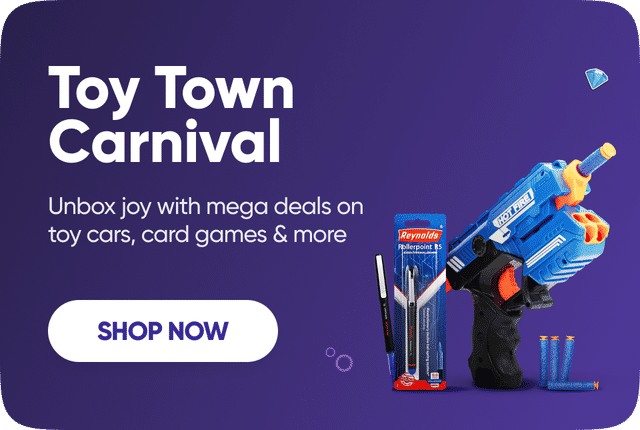 Toy Town
Carnival
Unbox joy with mega deals on
toy cars, card games & more
SHOP NOW
HOT FIRE
Reynolds
Rollerpoint R5